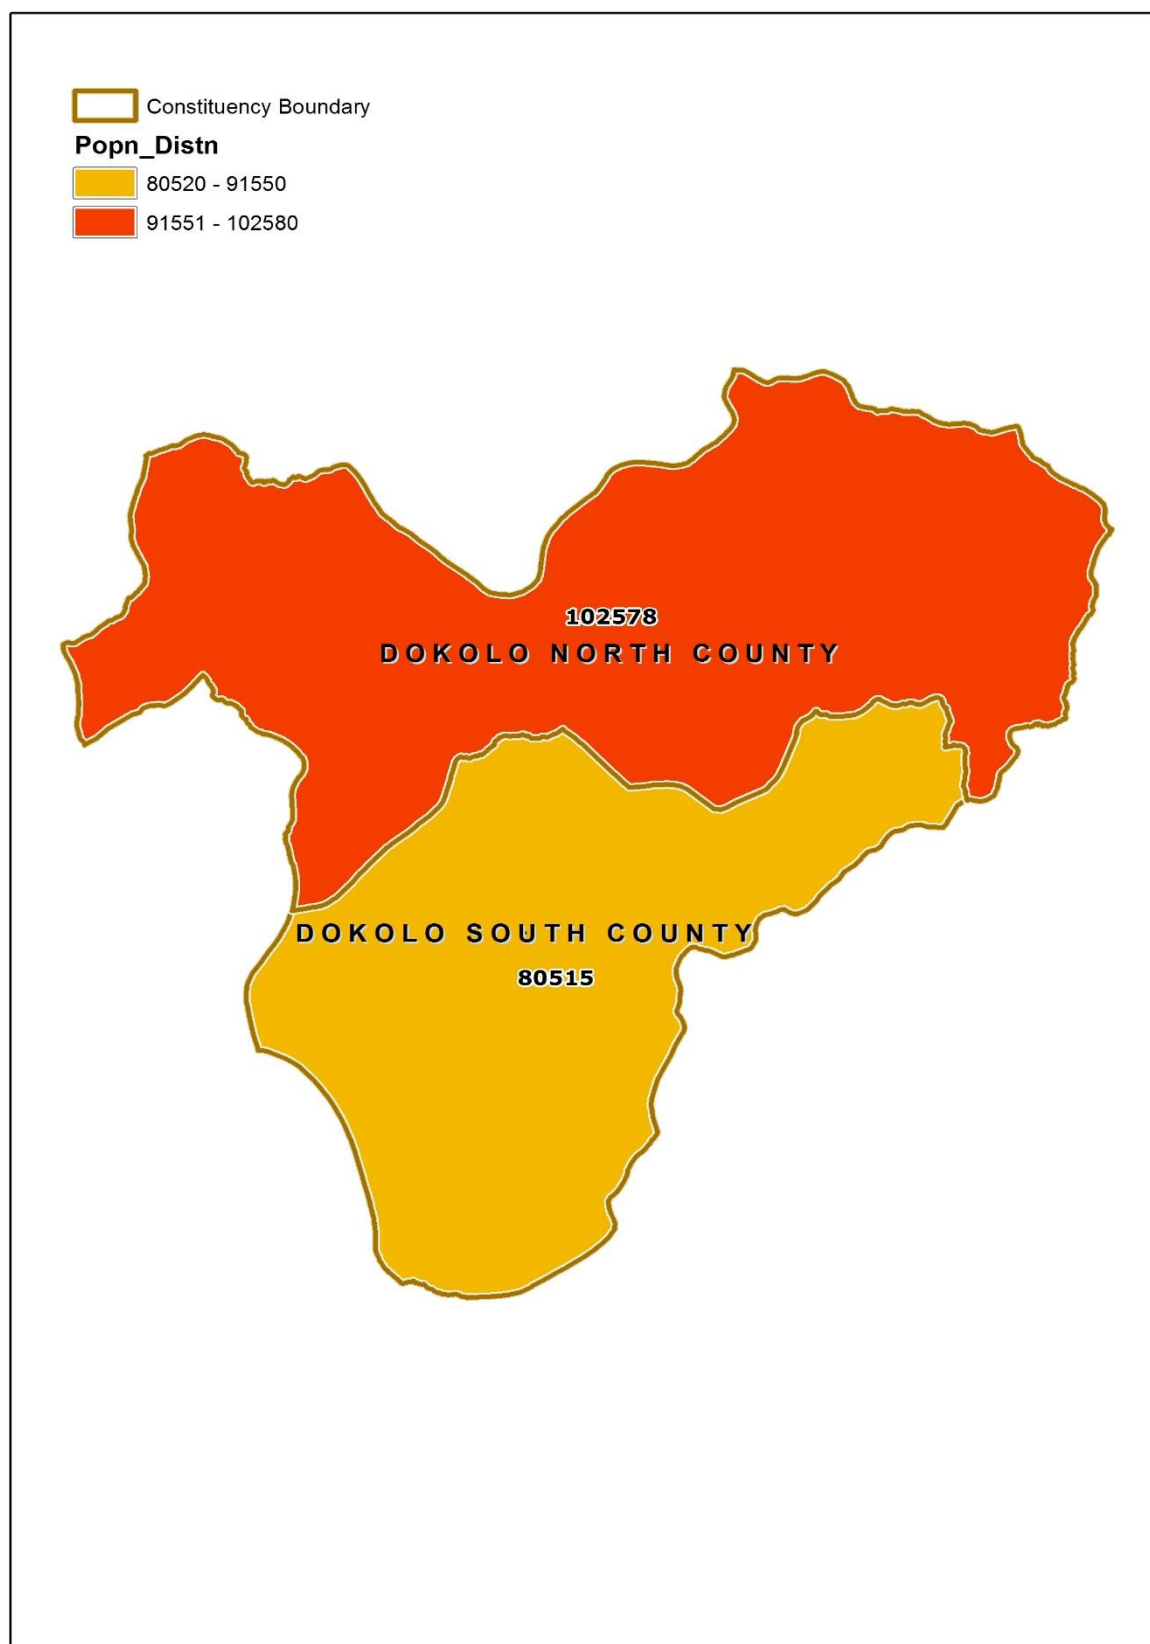 Constituency Boundary
Popn_Distn
80520 - 91550
91551 - 102580
102578
DOKOLO NORTH COUNTY
DOKOLO SOUTH COUNTY
80515